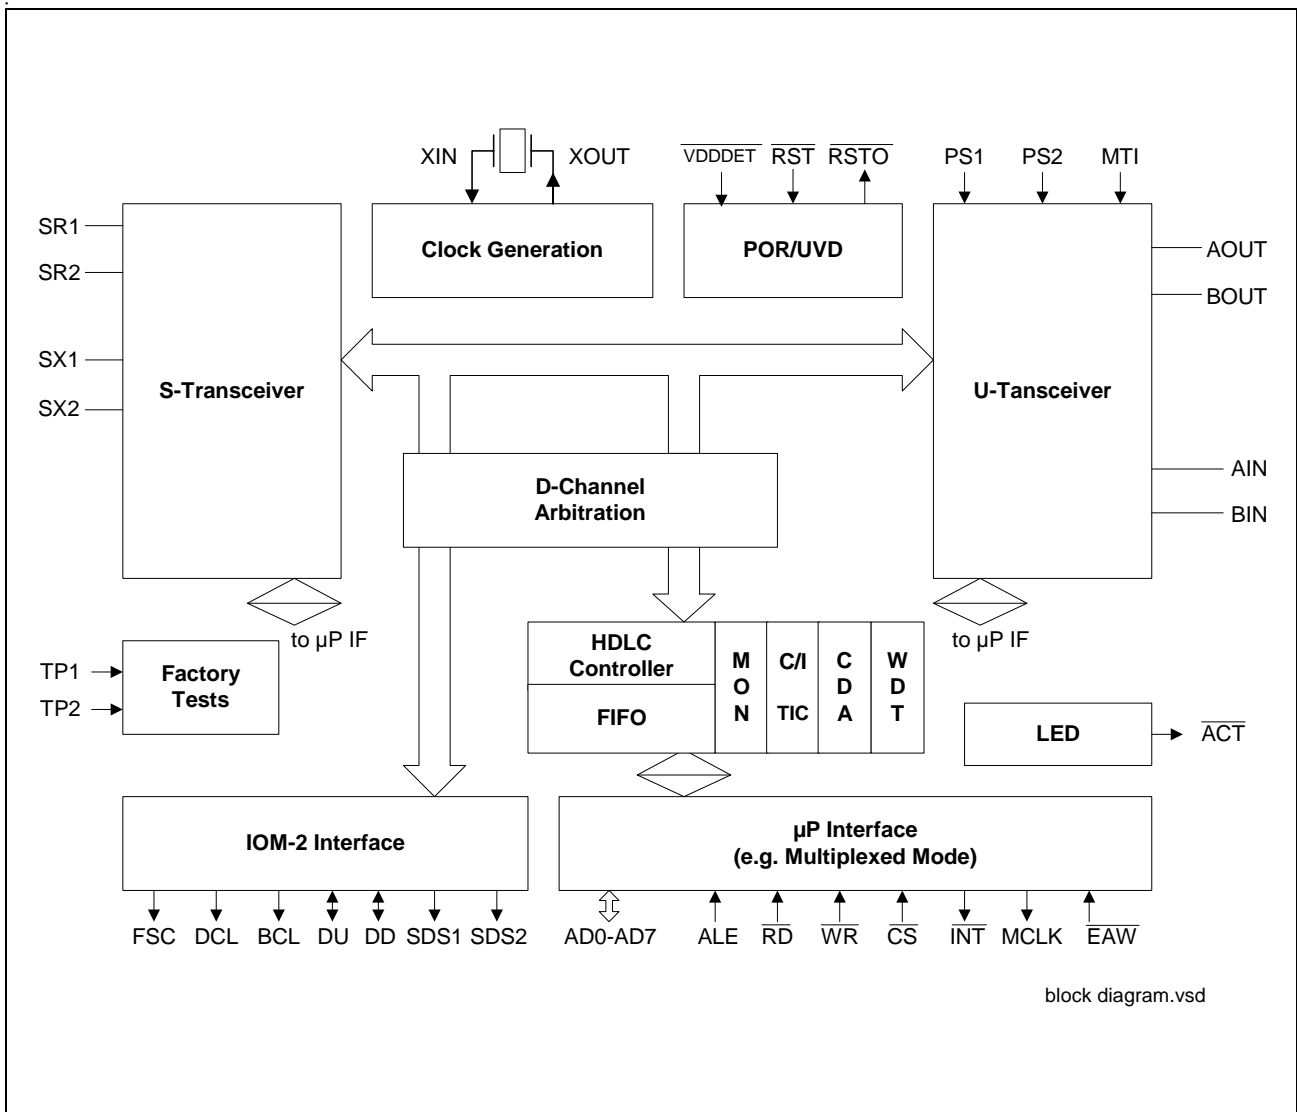 XIN
XOUT
VDDDET
RST
RSTO
PS1
PS2
MTI
SR1
SR2
SX1
SX2
S-Transceiver
Clock Generation
POR/UVD
U-Tansceiver
AOUT
BOUT
AIN
BIN
D-Channel
Arbitration
to µP IF
to µP IF
TP1
TP2
Factory
Tests
HDLC
Controller
FIFO
M
O
N
C/I
TIC
C
D
A
W
D
T
LED
ACT
IOM-2 Interface
µP Interface
(e.g. Multiplexed Mode)
FSC
DCL
BCL
DU
DD
SDS1
SDS2
AD0-AD7
ALE
RD
WR
CS
INT
MCLK
EAW
block diagram.vsd